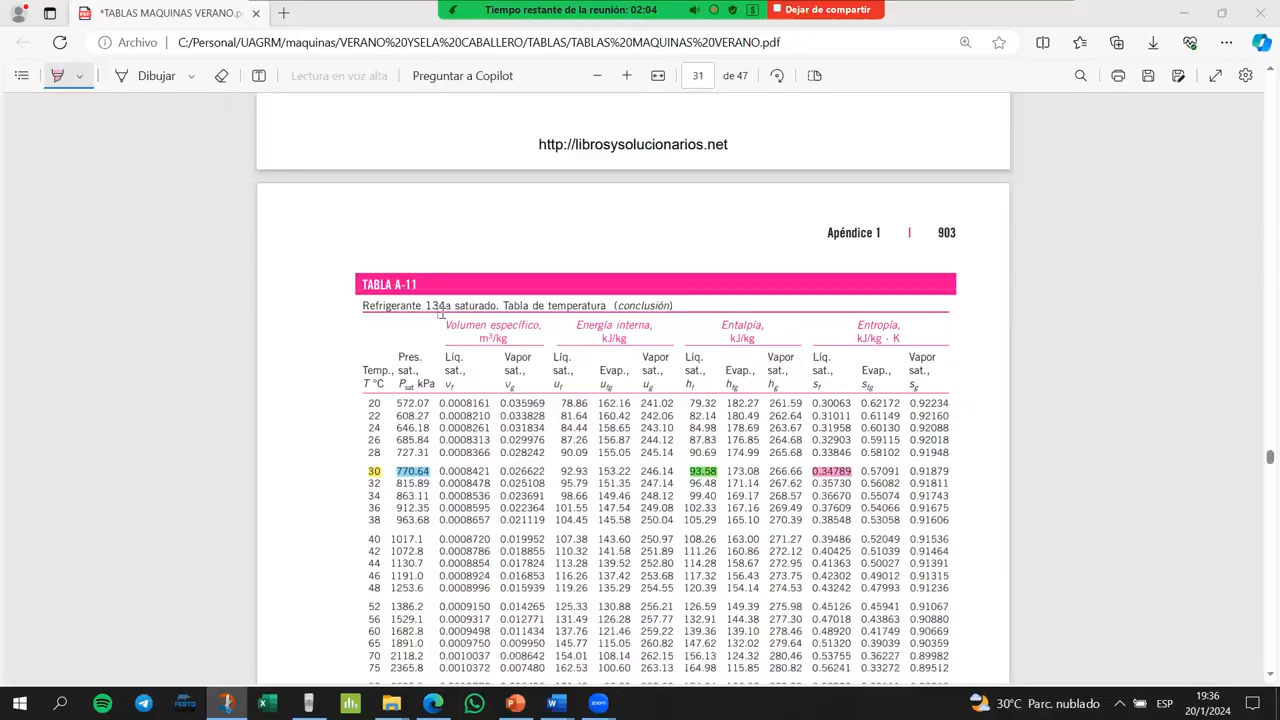 *TABLAS MAQUINAS VERANO.p
Tiempo restante de la reunión: 02:04
Dejar de compartir
Archivo
C:/Personal/UAGRM/maquinas/VERANO%20YSELA%20CABALLERO/TABLAS/TABLAS%20MAQUINAS%20VERANO.pdf
Dibujar
Lectura en voz alta
Preguntar a Copilot
31
de 47
http://librosysolucionarios.net
Apéndice 1 | 903
TABLA A-11
Refrigerante 134a saturado. Tabla de temperatura (conclusión)
Volumen específico, Energía interna, Entalpía, Entropía,
m³/kg kJ/kg kJ/kg kJ/kg · K
Pres. Líq. Vapor Líq. Vapor Líq. Vapor Líq. Vapor
Temp., sat., sat., sat., sat., Evap., sat., sat., Evap., sat., sat., Evap., sat.,
T °C Psat kPa vf vg uf ufg ug hf hfg hg sf sfg sg
20 572.07 0.0008161 0.035969 78.86 162.16 241.02 79.32 182.27 261.59 0.30063 0.62172 0.92234
22 608.27 0.0008210 0.033828 81.64 160.42 242.06 82.14 180.49 262.64 0.31011 0.61149 0.92160
24 646.18 0.0008261 0.031834 84.44 158.65 243.10 84.98 178.69 263.67 0.31958 0.60130 0.92088
26 685.84 0.0008313 0.029976 87.26 156.87 244.12 87.83 176.85 264.68 0.32903 0.59115 0.92018
28 727.31 0.0008366 0.028242 90.09 155.05 245.14 90.69 174.99 265.68 0.33846 0.58102 0.91948
30 770.64 0.0008421 0.026622 92.93 153.22 246.14 93.58 173.08 266.66 0.34789 0.57091 0.91879
32 815.89 0.0008478 0.025108 95.79 151.35 247.14 96.48 171.14 267.62 0.35730 0.56082 0.91811
34 863.11 0.0008536 0.023691 98.66 149.46 248.12 99.40 169.17 268.57 0.36670 0.55074 0.91743
36 912.35 0.0008595 0.022364 101.55 147.54 249.08 102.33 167.16 269.49 0.37609 0.54066 0.91675
38 963.68 0.0008657 0.021119 104.45 145.58 250.04 105.29 165.10 270.39 0.38548 0.53058 0.91606
40 1017.1 0.0008720 0.019952 107.38 143.60 250.97 108.26 163.00 271.27 0.39486 0.52049 0.91536
42 1072.8 0.0008786 0.018855 110.32 141.58 251.89 111.26 160.86 272.12 0.40425 0.51039 0.91464
44 1130.7 0.0008854 0.017824 113.28 139.52 252.80 114.28 158.67 272.95 0.41363 0.50027 0.91391
46 1191.0 0.0008924 0.016853 116.26 137.42 253.68 117.32 156.43 273.75 0.42302 0.49012 0.91315
48 1253.6 0.0008996 0.015939 119.26 135.29 254.55 120.39 154.14 274.53 0.43242 0.47993 0.91236
52 1386.2 0.0009150 0.014265 125.33 130.88 256.21 126.59 149.39 275.98 0.45126 0.45941 0.91067
56 1529.1 0.0009317 0.012771 131.49 126.28 257.77 132.91 144.38 277.30 0.47018 0.43863 0.90880
60 1682.8 0.0009498 0.011434 137.76 121.46 259.22 139.36 139.10 278.46 0.48920 0.41749 0.90669
65 1891.0 0.0009750 0.009950 145.77 115.05 260.82 147.62 132.02 279.64 0.51320 0.39039 0.90359
70 2118.2 0.0010037 0.008642 154.01 108.14 262.15 156.13 124.32 280.46 0.53755 0.36227 0.89982
75 2365.8 0.0010372 0.007480 162.53 100.60 263.13 164.98 115.85 280.82 0.56241 0.33272 0.89512
30°C Parc. nublado
ESP
19:36
20/1/2024